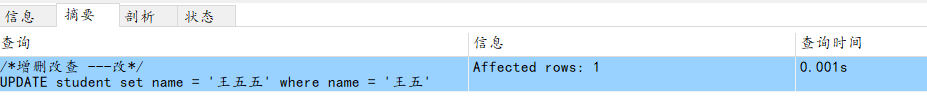 信息 摘要 剖析 状态
查询 信息 查询时间
/*增删改查 ---改*/ Affected rows: 1 0.001s
UPDATE student set name = '王五五' where name = '王五'